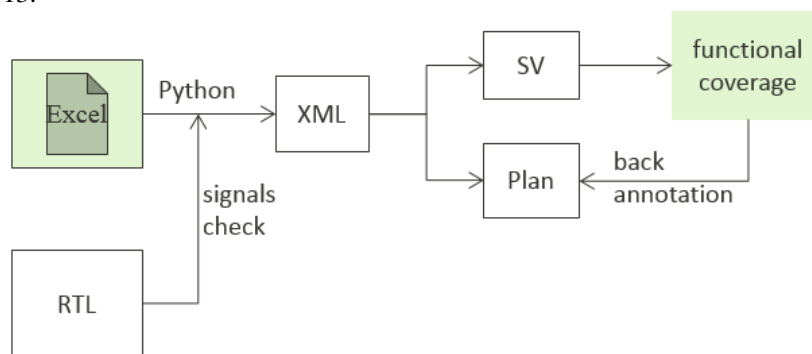 SV
functional
coverage
Python
Excel
XML
back
annotation
Plan
signals
check
RTL